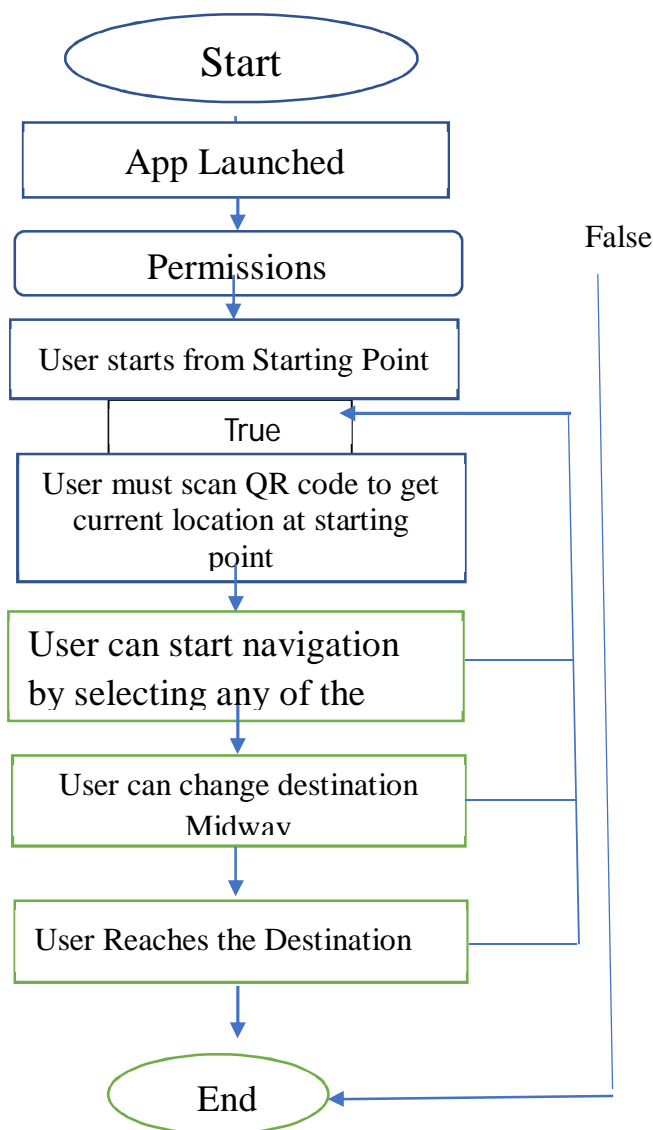 Start
App Launched
Permissions
False
User starts from Starting Point
True
User must scan QR code to get
current location at starting
point
User can start navigation
by selecting any of the
User can change destination
Midway
User Reaches the Destination
End